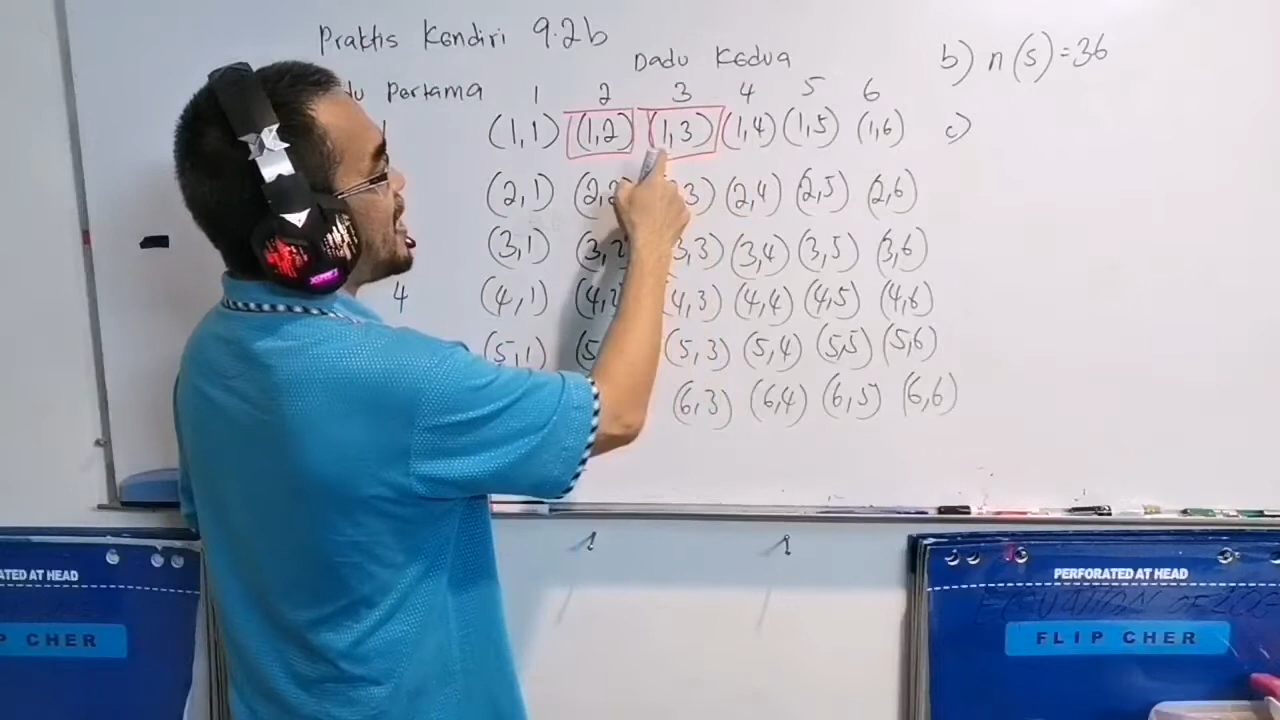 Praktis Kendiri 9.2b
Dadu Kedua
Pertama 1 2 3 4 5 6
(1,1) (1,2) (1,3) (1,4) (1,5) (1,6)
(2,1) (2,6)
(2,4) (2,5)
(3,1) (3,3) (3,4) (3,5) (3,6)
4 (4,1) (4,3) (4,4) (4,5) (4,6)
(5,1) (5,3) (5,4) (5,5) (5,6)
(6,3) (6,4) (6,5) (6,6)
b) n(s)=36
c)
ATED AT HEAD
P CHER
PERFORATED AT HEAD
EQUATION OF
FLIP CHER